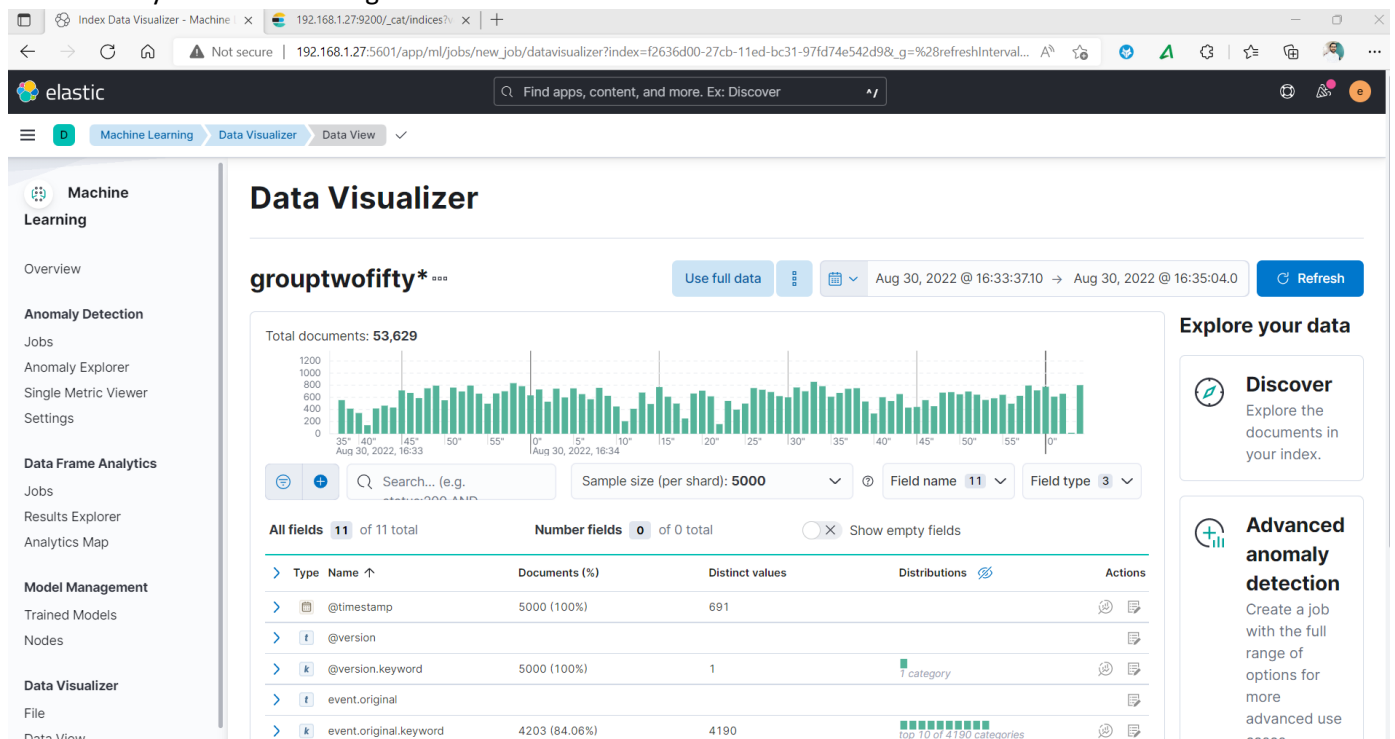 Index Data Visualizer - Machine
192.168.1.27:9200/_cat/indices?v
Not secure | 192.168.1.27:5601/app/ml/jobs/new_job/datavisualizer?index=f2636d00-27cb-11ed-bc31-97fd74e542d9&_g=%28refreshInterval...
elastic
Find apps, content, and more. Ex: Discover
^/
e
D
Machine Learning
Data Visualizer
Data View
Machine
Learning
Overview
Anomaly Detection
Jobs
Anomaly Explorer
Single Metric Viewer
Settings
Data Frame Analytics
Jobs
Results Explorer
Analytics Map
Model Management
Trained Models
Nodes
Data Visualizer
File
Data View
Data Visualizer
grouptwofifty*
Use full data
Aug 30, 2022 @ 16:33:37.10 → Aug 30, 2022 @ 16:35:04.0
Refresh
Total documents: 53,629
1200
1000
800
600
400
200
0
35" 40" 45" 50" 55" 0" 5" 10" 15" 20" 25" 30" 35" 40" 45" 50" 55" 0"
Aug 30, 2022, 16:33 Aug 30, 2022, 16:34
Search... (e.g.
status:200 AND
Sample size (per shard): 5000
Field name 11
Field type 3
All fields 11 of 11 total
Number fields 0 of 0 total
Show empty fields
Type Name ↑ Documents (%) Distinct values Distributions Actions
@timestamp 5000 (100%) 691
t @version
k @version.keyword 5000 (100%) 1 1 category
t event.original
k event.original.keyword 4203 (84.06%) 4190 top 10 of 4190 categories
Explore your data
Discover
Explore the
documents in
your index.
Advanced
anomaly
detection
Create a job
with the full
range of
options for
more
advanced use